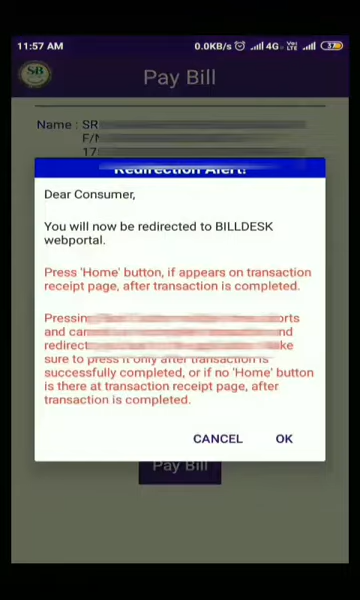 11:57 AM 0.0KB/s 4G VoLTE 37
SB
Pay Bill
Name : SR
F/N
17
Redirection Alert!
Dear Consumer,
You will now be redirected to BILLDESK
webportal.
Press 'Home' button, if appears on transaction
receipt page, after transaction is completed.
Pressing
and
redirect
sure to press it only after transaction is
successfully completed, or if no 'Home' button
is there at transaction receipt page, after
transaction is completed.
CANCEL OK
Pay Bill